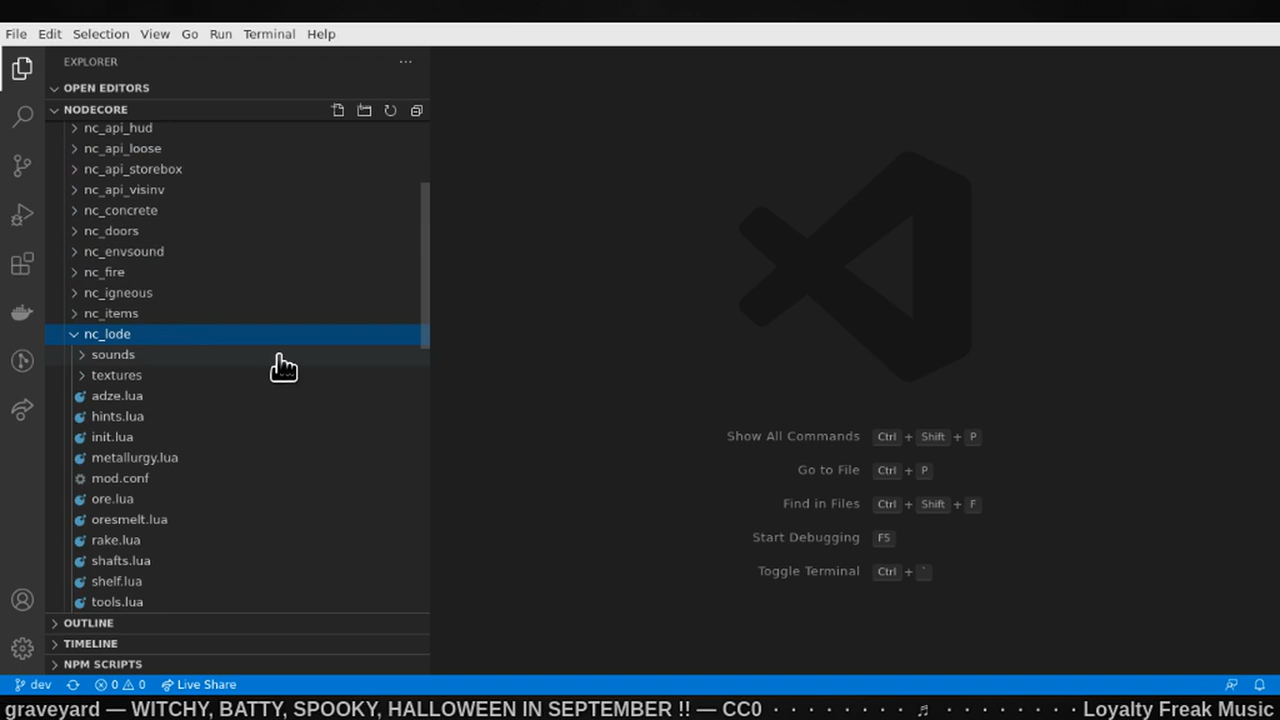 File Edit Selection View Go Run Terminal Help
EXPLORER ...
OPEN EDITORS
NODECORE
nc_api_hud
nc_api_loose
nc_api_storebox
nc_api_visinv
nc_concrete
nc_doors
nc_envsound
nc_fire
nc_igneous
nc_items
nc_lode
sounds
textures
adze.lua
hints.lua
init.lua
metallurgy.lua
mod.conf
ore.lua
oresmelt.lua
rake.lua
shafts.lua
shelf.lua
tools.lua
OUTLINE
TIMELINE
NPM SCRIPTS
Show All Commands Ctrl + Shift + P
Go to File Ctrl + P
Find in Files Ctrl + Shift + F
Start Debugging F5
Toggle Terminal Ctrl + `
dev 0 0 Live Share
graveyard — WITCHY, BATTY, SPOOKY, HALLOWEEN IN SEPTEMBER !! — CC0 · · · · · · · · ♬ · · · · · · · · Loyalty Freak Music